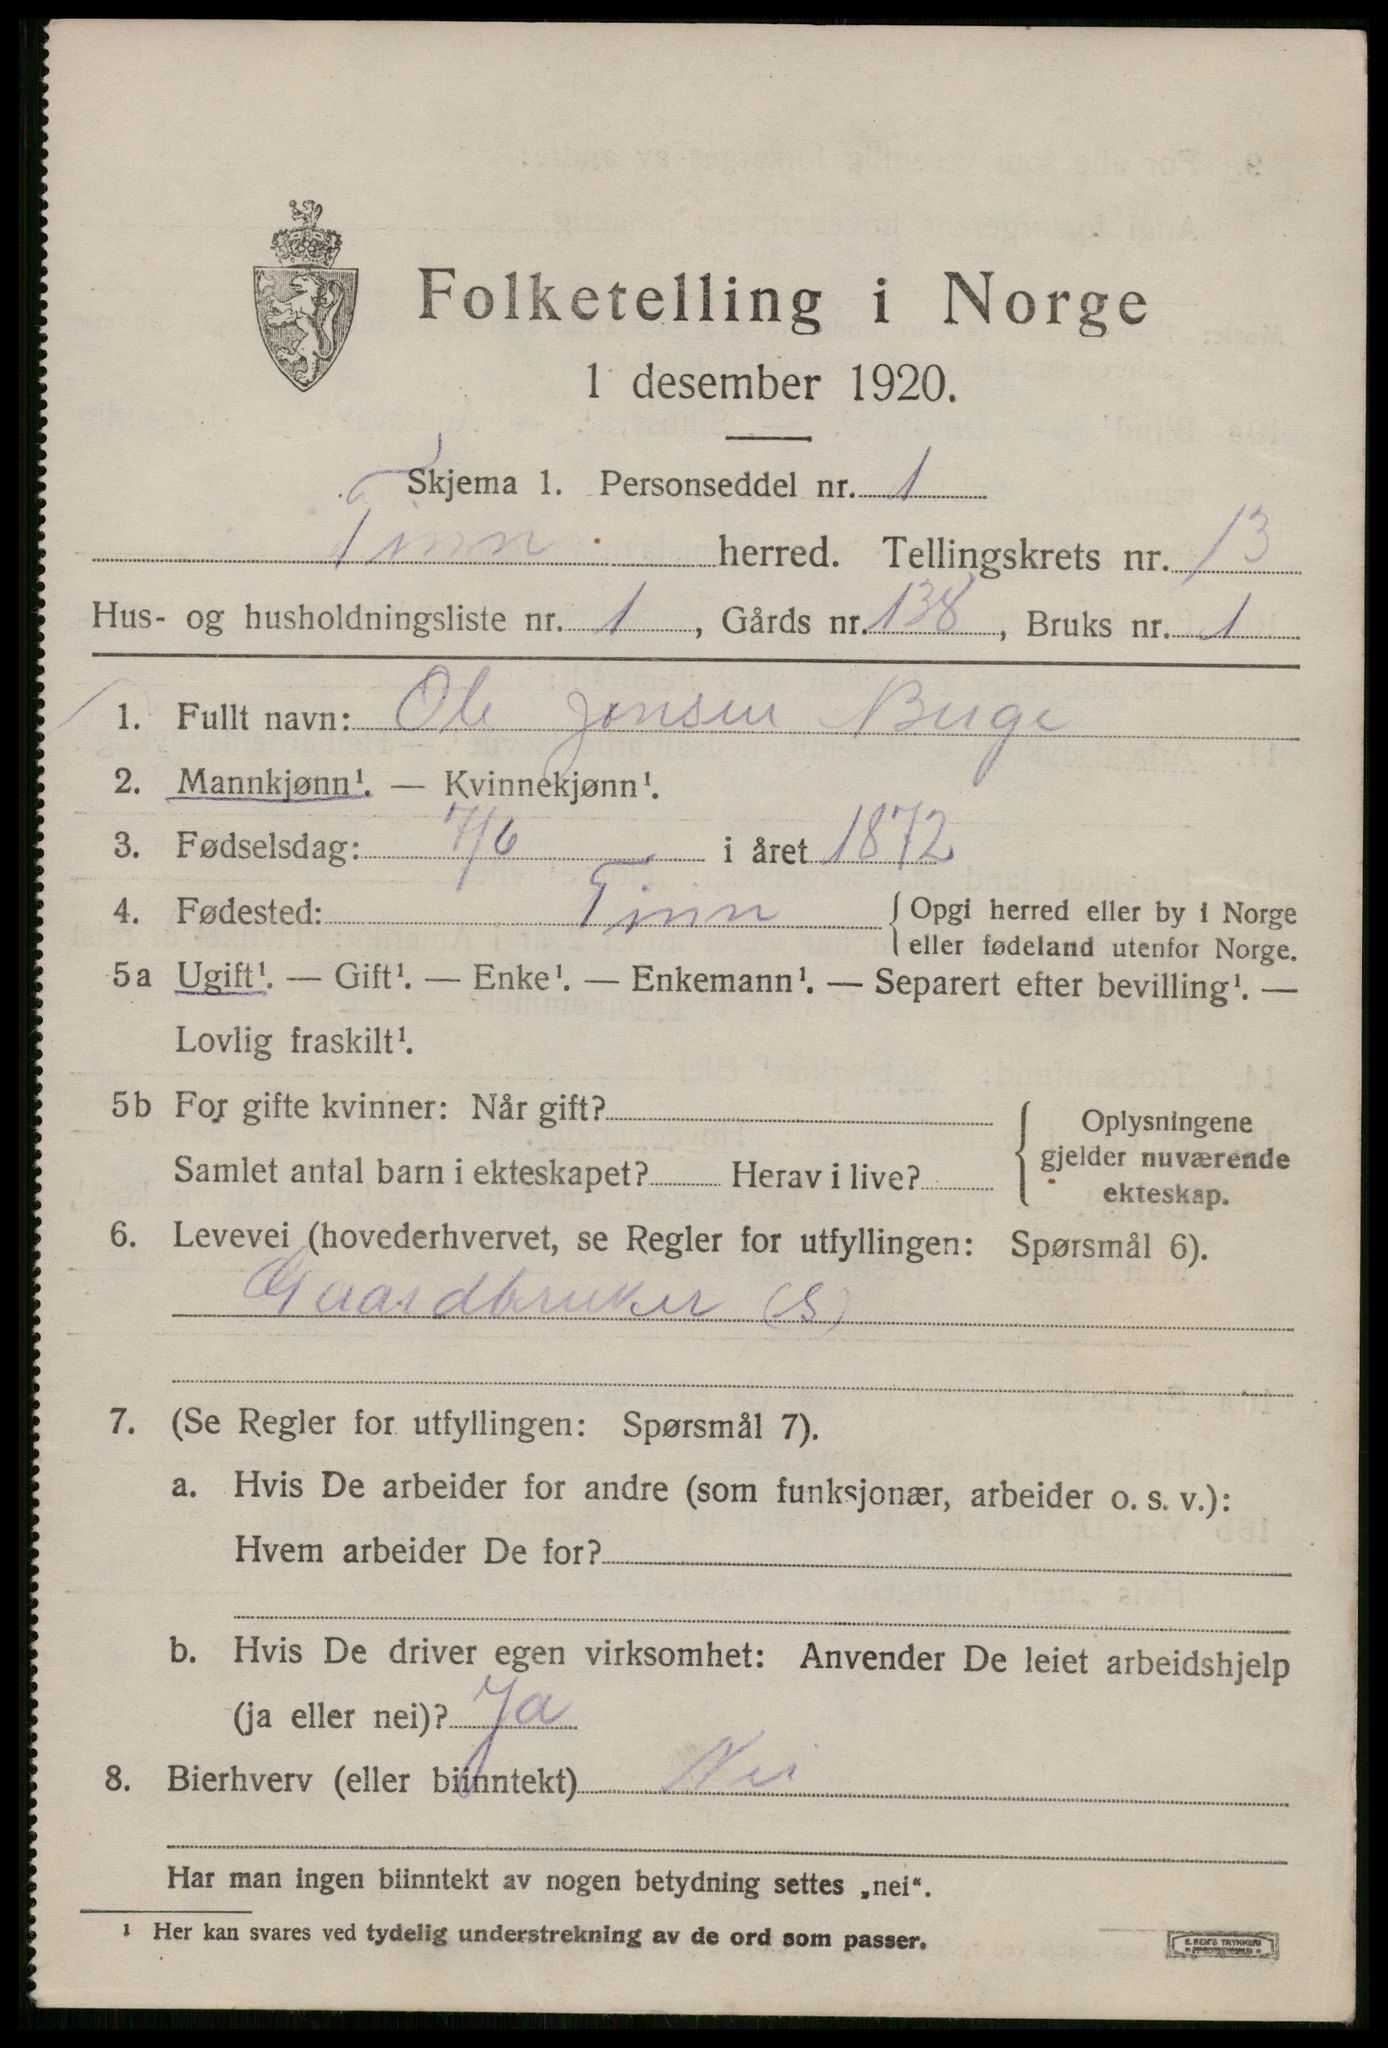 Folketelling i Norge
1 desember 1920.
Skjema 1. Personseddel nr. 1
Tinn herred. Tellingskrets nr. 13
Hus- og husholdningsliste nr. 1, Gårds nr. 138, Bruks nr. 1
1. Fullt navn: Ole Jonsen Berge
2. Mannkjønn¹. — Kvinnekjønn¹.
3. Fødselsdag: 7/6 i året 1872
4. Fødested: Tinn { Opgi herred eller by i Norge
eller fødeland utenfor Norge.
5a Ugift¹. — Gift¹. — Enke¹. — Enkemann¹. — Separert efter bevilling¹. —
Lovlig fraskilt¹.
5b For gifte kvinner: Når gift? { Oplysningene
gjelder nuværende
Samlet antal barn i ekteskapet? Herav i live? ekteskap.
6. Levevei (hovederhvervet, se Regler for utfyllingen: Spørsmål 6).
Gaardbruker (S)
7. (Se Regler for utfyllingen: Spørsmål 7).
a. Hvis De arbeider for andre (som funksjonær, arbeider o. s. v.):
Hvem arbeider De for?
b. Hvis De driver egen virksomhet: Anvender De leiet arbeidshjelp
(ja eller nei)? Ja
8. Bierhverv (eller biinntekt) Nei
Har man ingen biinntekt av nogen betydning settes „nei“.
¹ Her kan svares ved tydelig understrekning av de ord som passer.